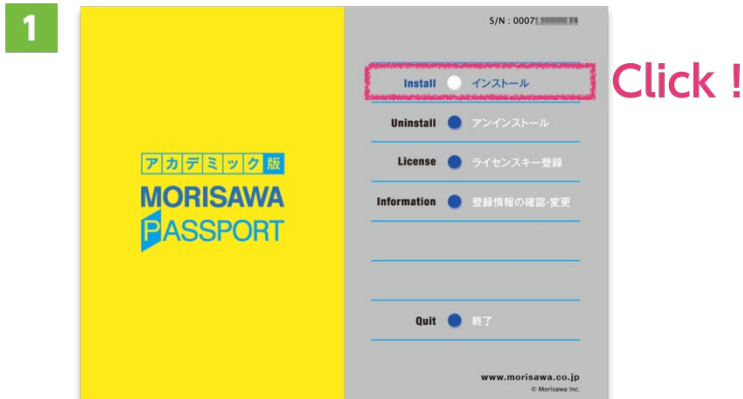 1
S/N : 0007
Install インストール
Click !
Uninstall アンインストール
License ライセンスキー登録
アカデミック版
MORISAWA
PASSPORT
Information 登録情報の確認・変更
Quit 終了
www.morisawa.co.jp
© Morisawa Inc.